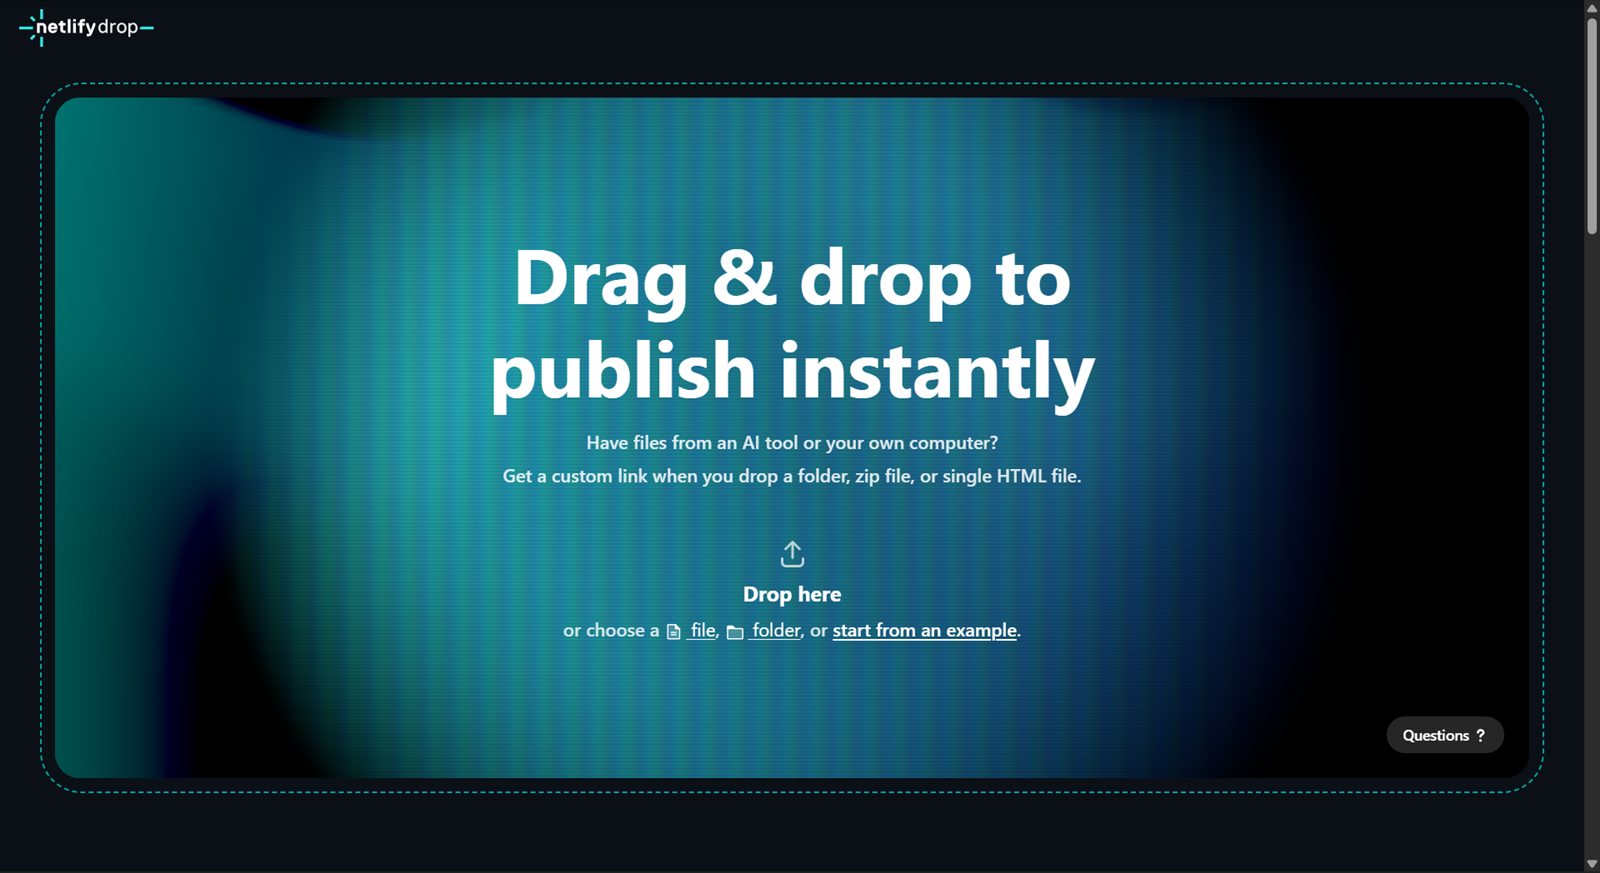 netlify drop
Drag & drop to
publish instantly
Have files from an AI tool or your own computer?
Get a custom link when you drop a folder, zip file, or single HTML file.
Drop here
or choose a file, folder, or start from an example.
Questions ?